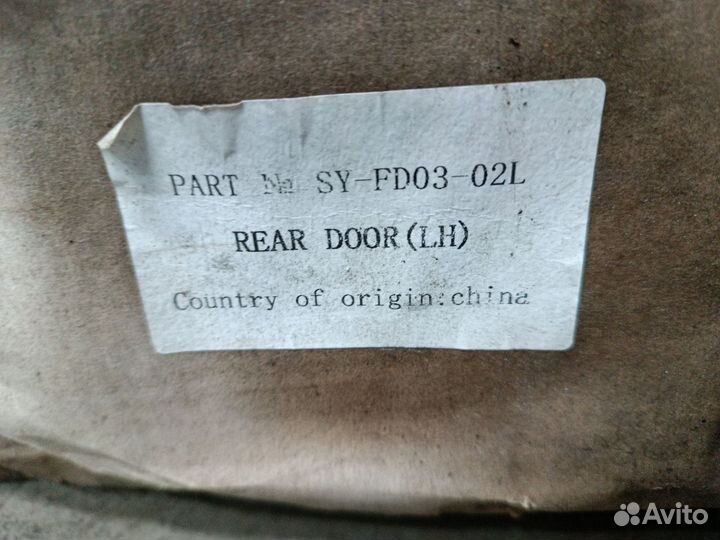 PART № SY-FD03-02L
REAR DOOR(LH)
Country of origin:china
Avito